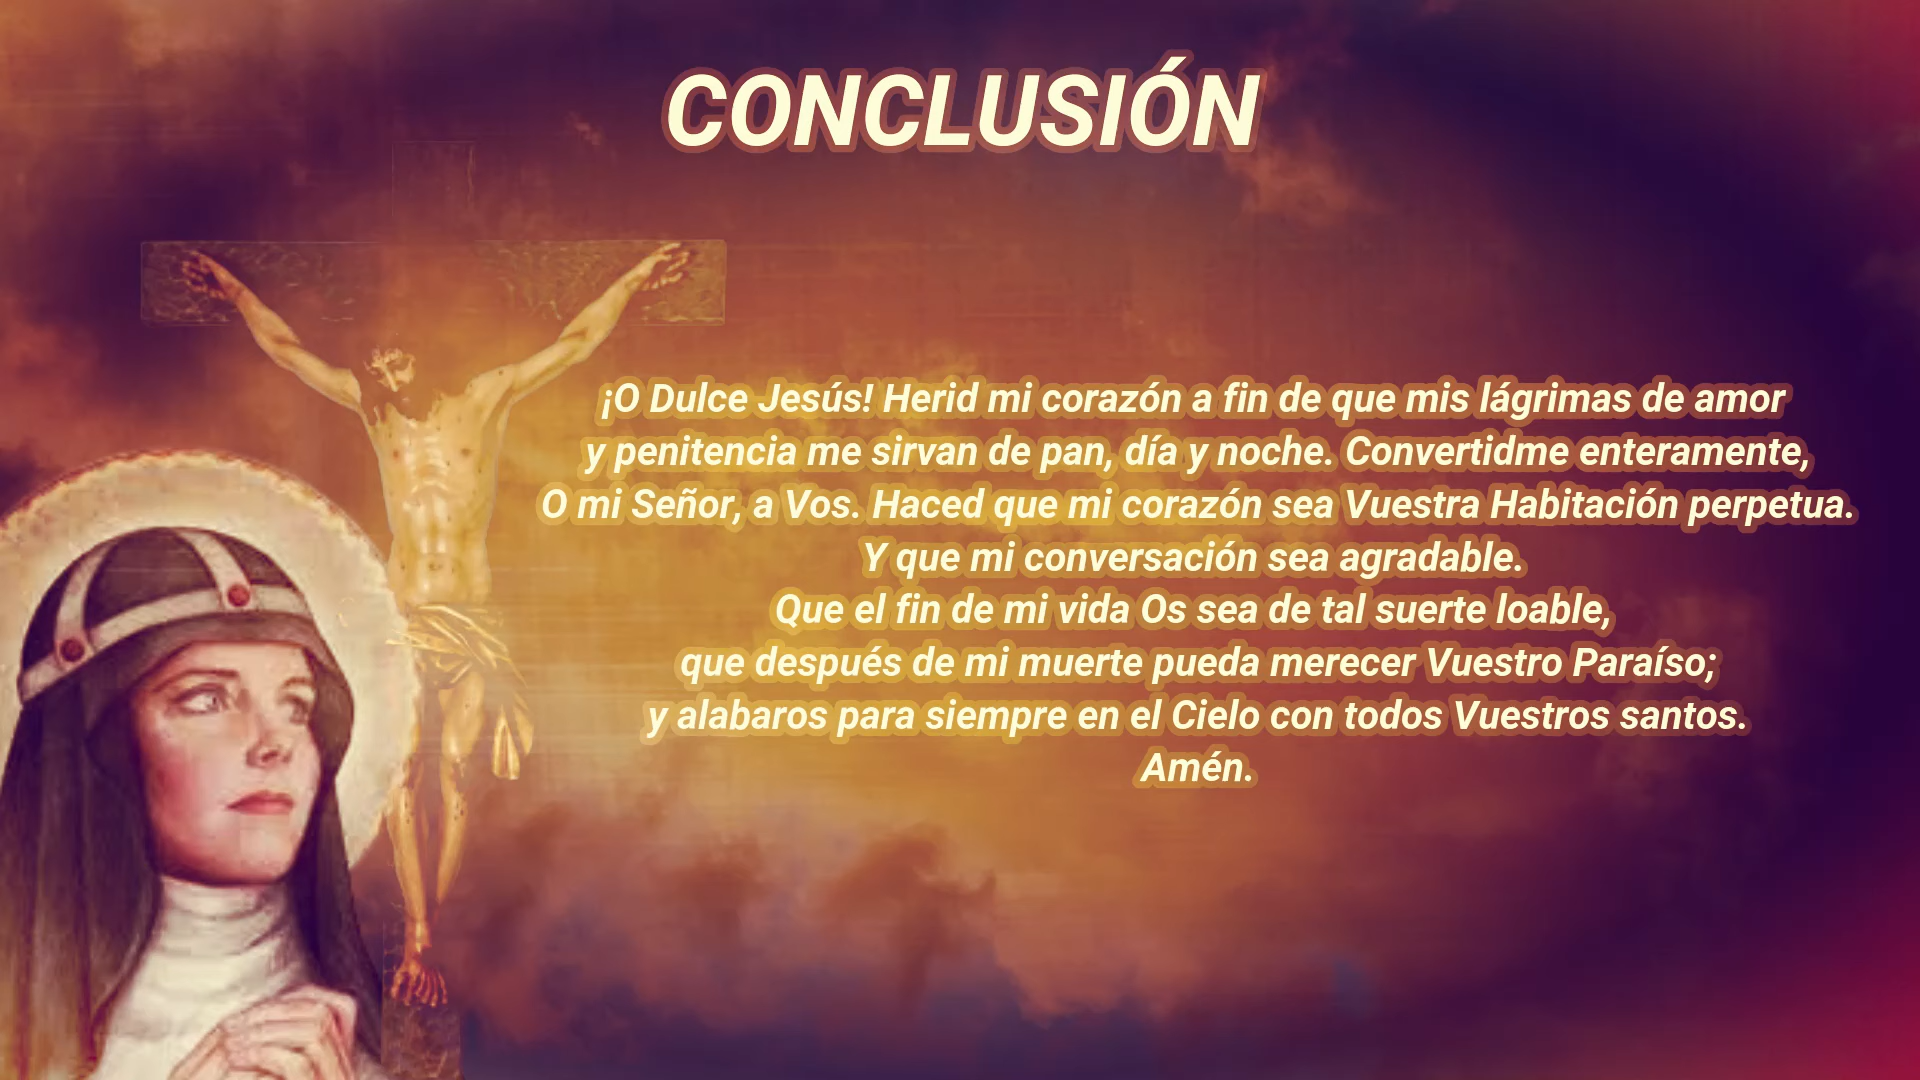 CONCLUSIÓN
¡O Dulce Jesús! Herid mi corazón a fin de que mis lágrimas de amor
y penitencia me sirvan de pan, día y noche. Convertidme enteramente,
O mi Señor, a Vos. Haced que mi corazón sea Vuestra Habitación perpetua.
Y que mi conversación sea agradable.
Que el fin de mi vida Os sea de tal suerte loable,
que después de mi muerte pueda merecer Vuestro Paraíso;
y alabaros para siempre en el Cielo con todos Vuestros santos.
Amén.